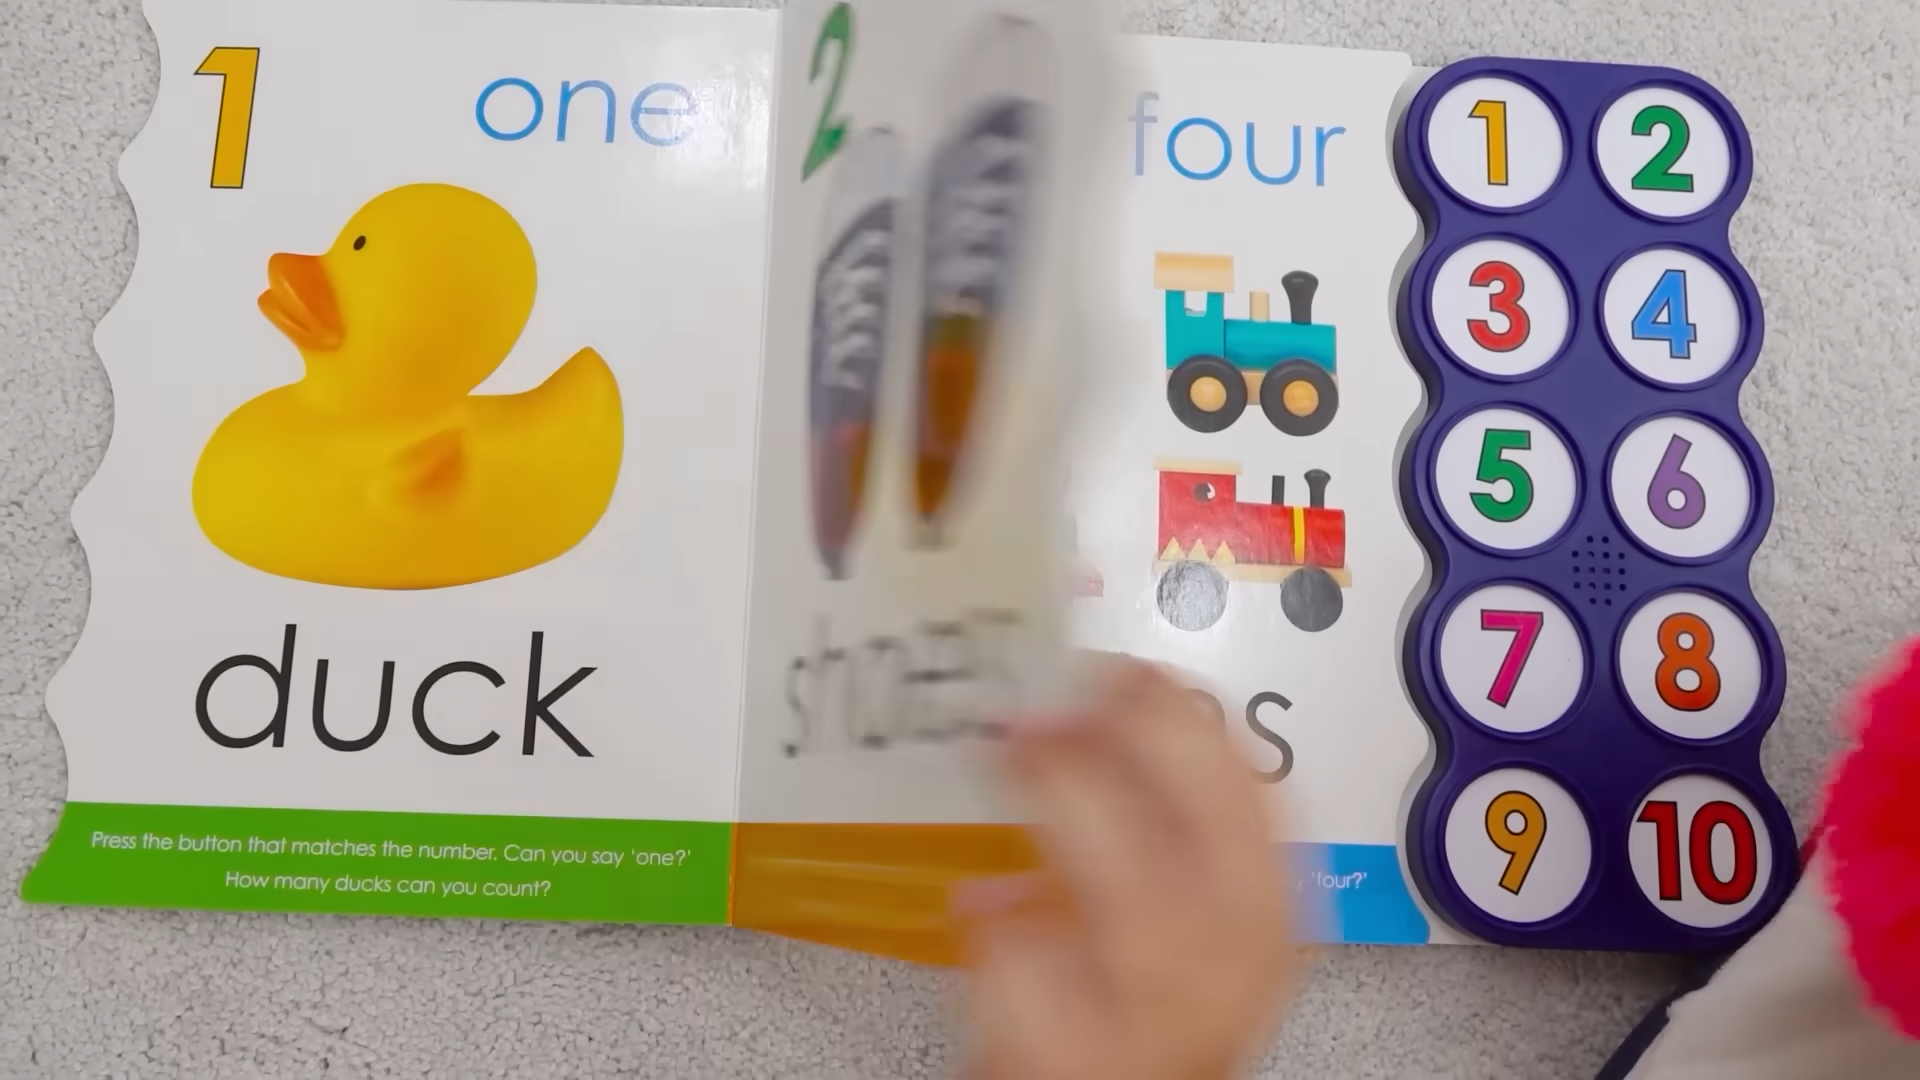 1
one
duck
Press the button that matches the number. Can you say 'one?'
How many ducks can you count?
2
four
'four?'
1 2
3 4
5 6
7 8
9 10